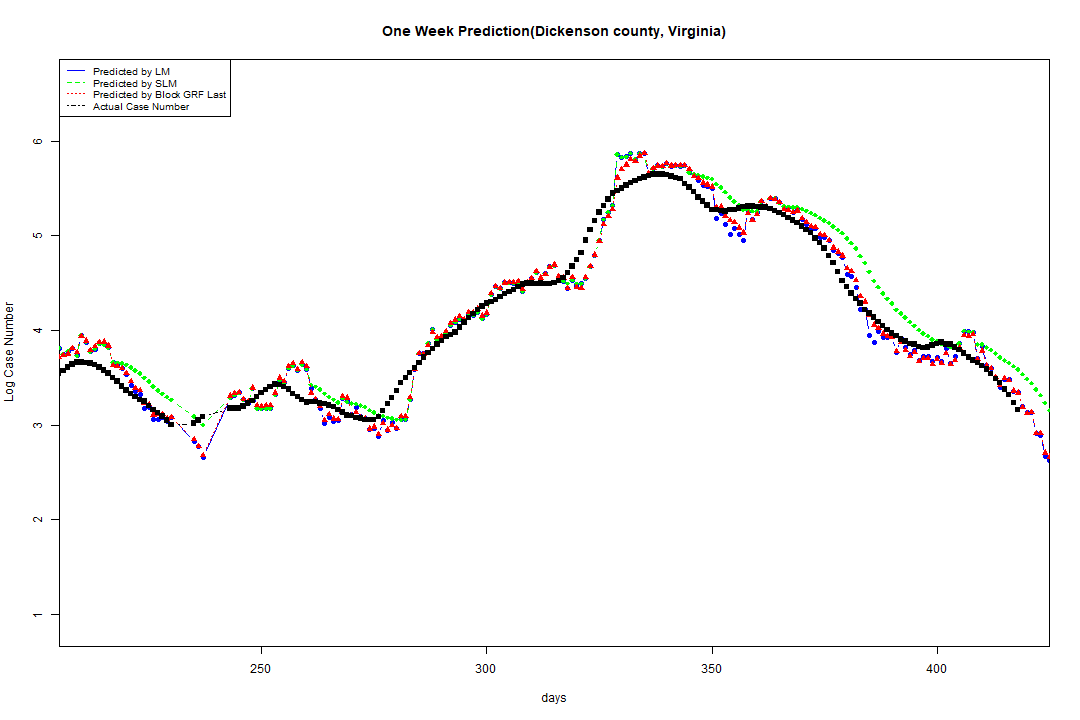 One Week Prediction(Dickenson county, Virginia)
Predicted by LM
Predicted by SLM
Predicted by Block GRF Last
Actual Case Number
6
5
4
3
2
1
Log Case Number
250 300 350 400
days